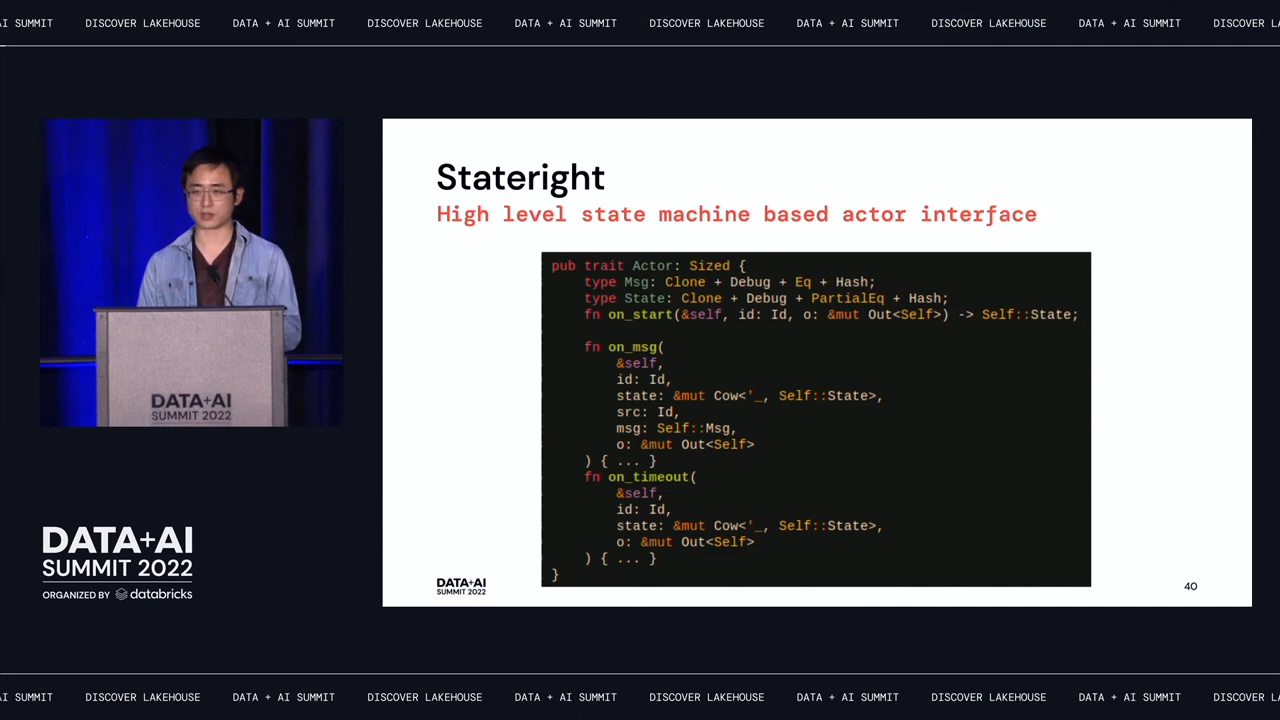 AI SUMMIT DISCOVER LAKEHOUSE DATA + AI SUMMIT DISCOVER LAKEHOUSE DATA + AI SUMMIT DISCOVER LAKEHOUSE DATA + AI SUMMIT DISCOVER LAKEHOUSE DATA + AI SUMMIT DISCOVER L
DATA+AI
SUMMIT 2022
DATA+AI
SUMMIT 2022
ORGANIZED BY databricks
Stateright
High level state machine based actor interface
pub trait Actor: Sized {
    type Msg: Clone + Debug + Eq + Hash;
    type State: Clone + Debug + PartialEq + Hash;
    fn on_start(&self, id: Id, o: &mut Out<Self>) -> Self::State;
    fn on_msg(
        &self,
        id: Id,
        state: &mut Cow<'_, Self::State>,
        src: Id,
        msg: Self::Msg,
        o: &mut Out<Self>
    ) { ... }
    fn on_timeout(
        &self,
        id: Id,
        state: &mut Cow<'_, Self::State>,
        o: &mut Out<Self>
    ) { ... }
}
DATA+AI
SUMMIT 2022
40
AI SUMMIT DISCOVER LAKEHOUSE DATA + AI SUMMIT DISCOVER LAKEHOUSE DATA + AI SUMMIT DISCOVER LAKEHOUSE DATA + AI SUMMIT DISCOVER LAKEHOUSE DATA + AI SUMMIT DISCOVER L